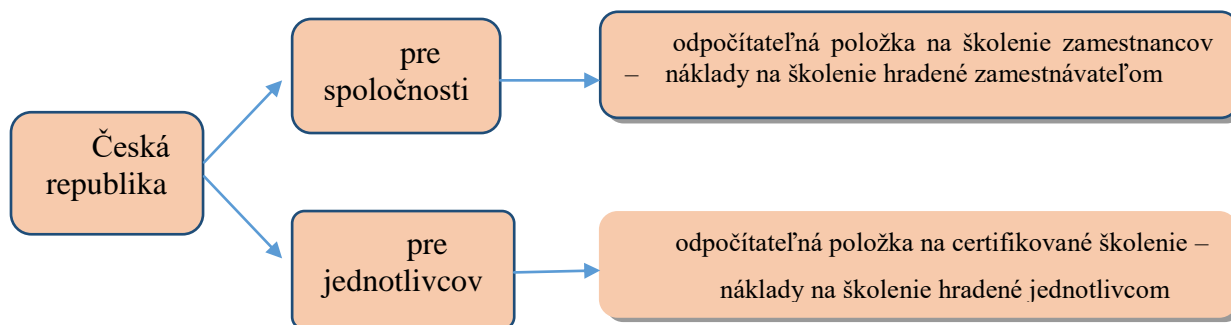 Česká
republika
pre
spoločnosti
odpočítateľná položka na školenie zamestnancov
– náklady na školenie hradené zamestnávateľom
pre
jednotlivcov
odpočítateľná položka na certifikované školenie –
náklady na školenie hradené jednotlivcom